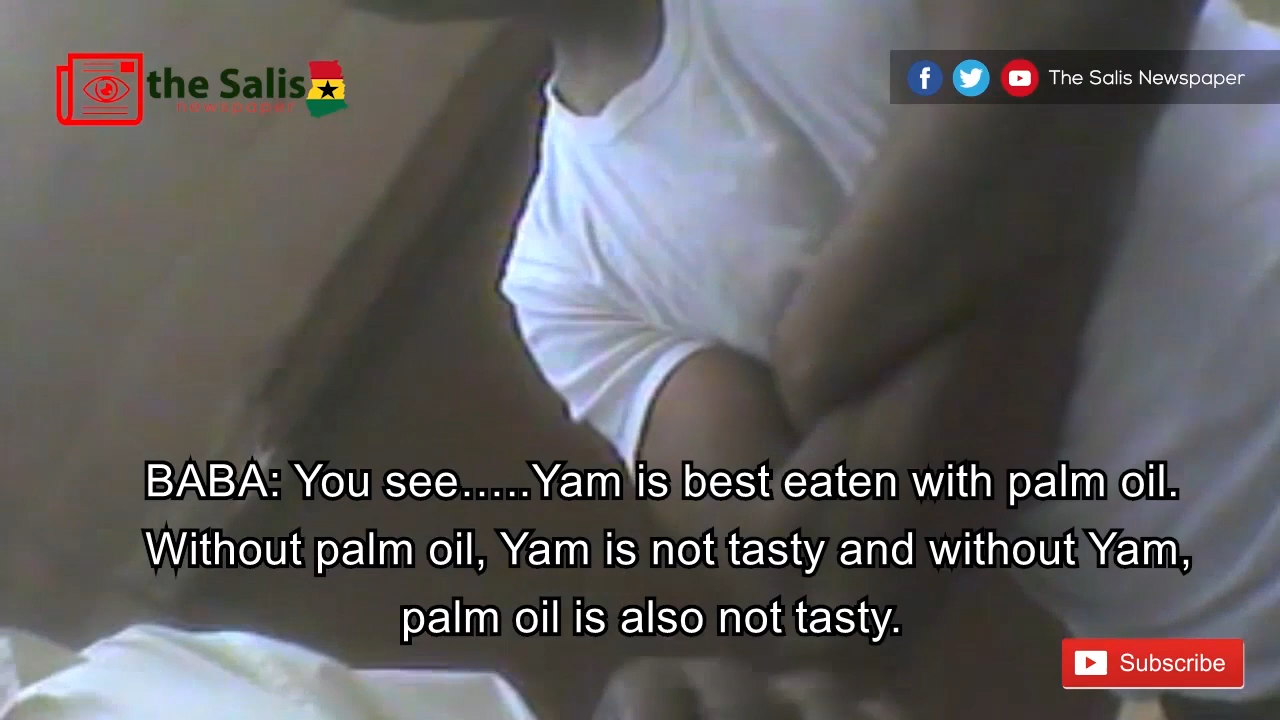 the Salis
newspaper
The Salis Newspaper
BABA: You see.....Yam is best eaten with palm oil.
Without palm oil, Yam is not tasty and without Yam,
palm oil is also not tasty.
Subscribe